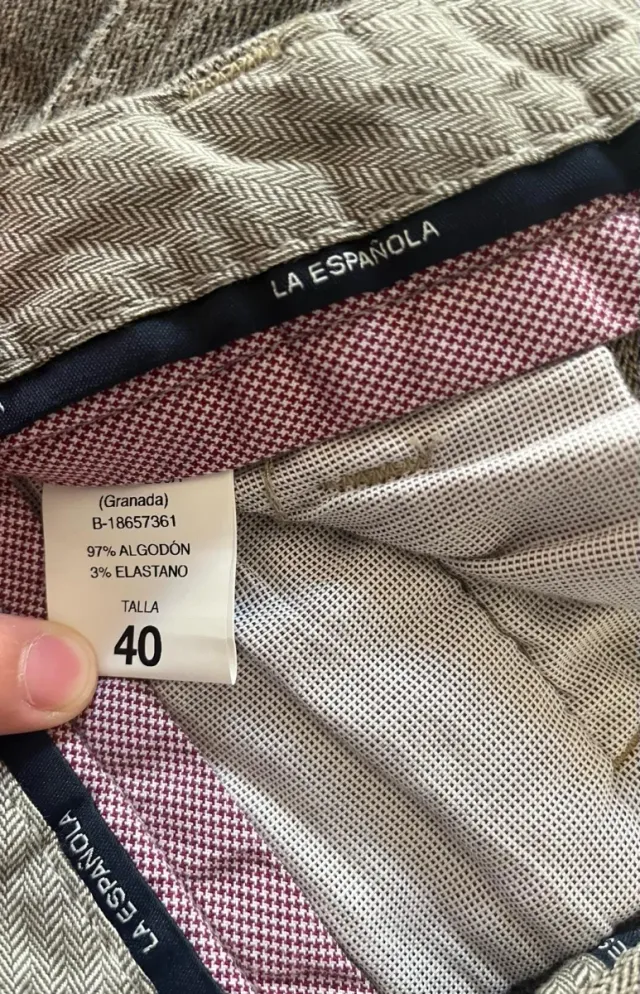 LA ESPAÑOLA
(Granada)
B-18657361
97% ALGODÓN
3% ELASTANO
TALLA
40
LA ESPAÑOLA